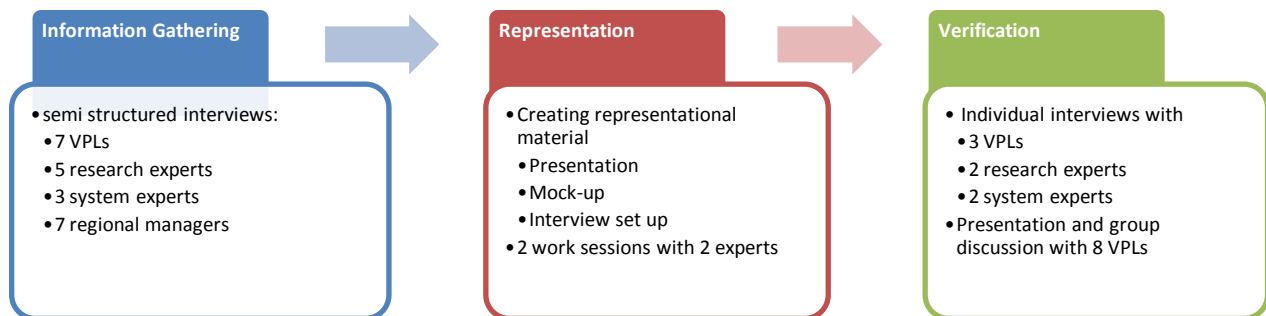 Information Gathering
•semi structured interviews:
•7 VPLs
•5 research experts
•3 system experts
•7 regional managers
Representation
•Creating representational
material
•Presentation
•Mock-up
•Interview set up
•2 work sessions with 2 experts
Verification
• Individual interviews with
•3 VPLs
•2 research experts
•2 system experts
•Presentation and group
discussion with 8 VPLs